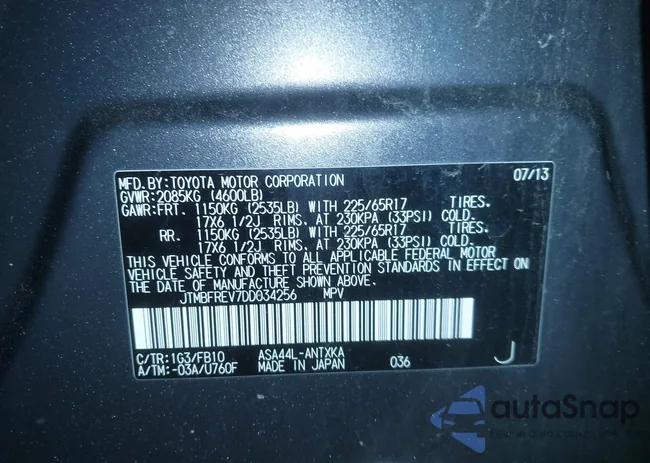 MFD.BY:TOYOTA MOTOR CORPORATION 07/13
GVWR:2085KG (4600LB)
GAWR:FRT. 1150KG (2535LB) WITH 225/65R17 TIRES.
17X6 1/2J RIMS. AT 230KPA (33PSI) COLD.
RR. 1150KG (2535LB) WITH 225/65R17 TIRES.
17X6 1/2J RIMS. AT 230KPA (33PSI) COLD.
THIS VEHICLE CONFORMS TO ALL APPLICABLE FEDERAL MOTOR
VEHICLE SAFETY AND THEFT PREVENTION STANDARDS IN EFFECT ON
THE DATE OF MANUFACTURE SHOWN ABOVE.
JTMBFREV7DD034256 MPV
C/TR:1G3/FB10 ASA44L-ANTXKA J
A/TM:-03A/U760F MADE IN JAPAN 036
autaSnap